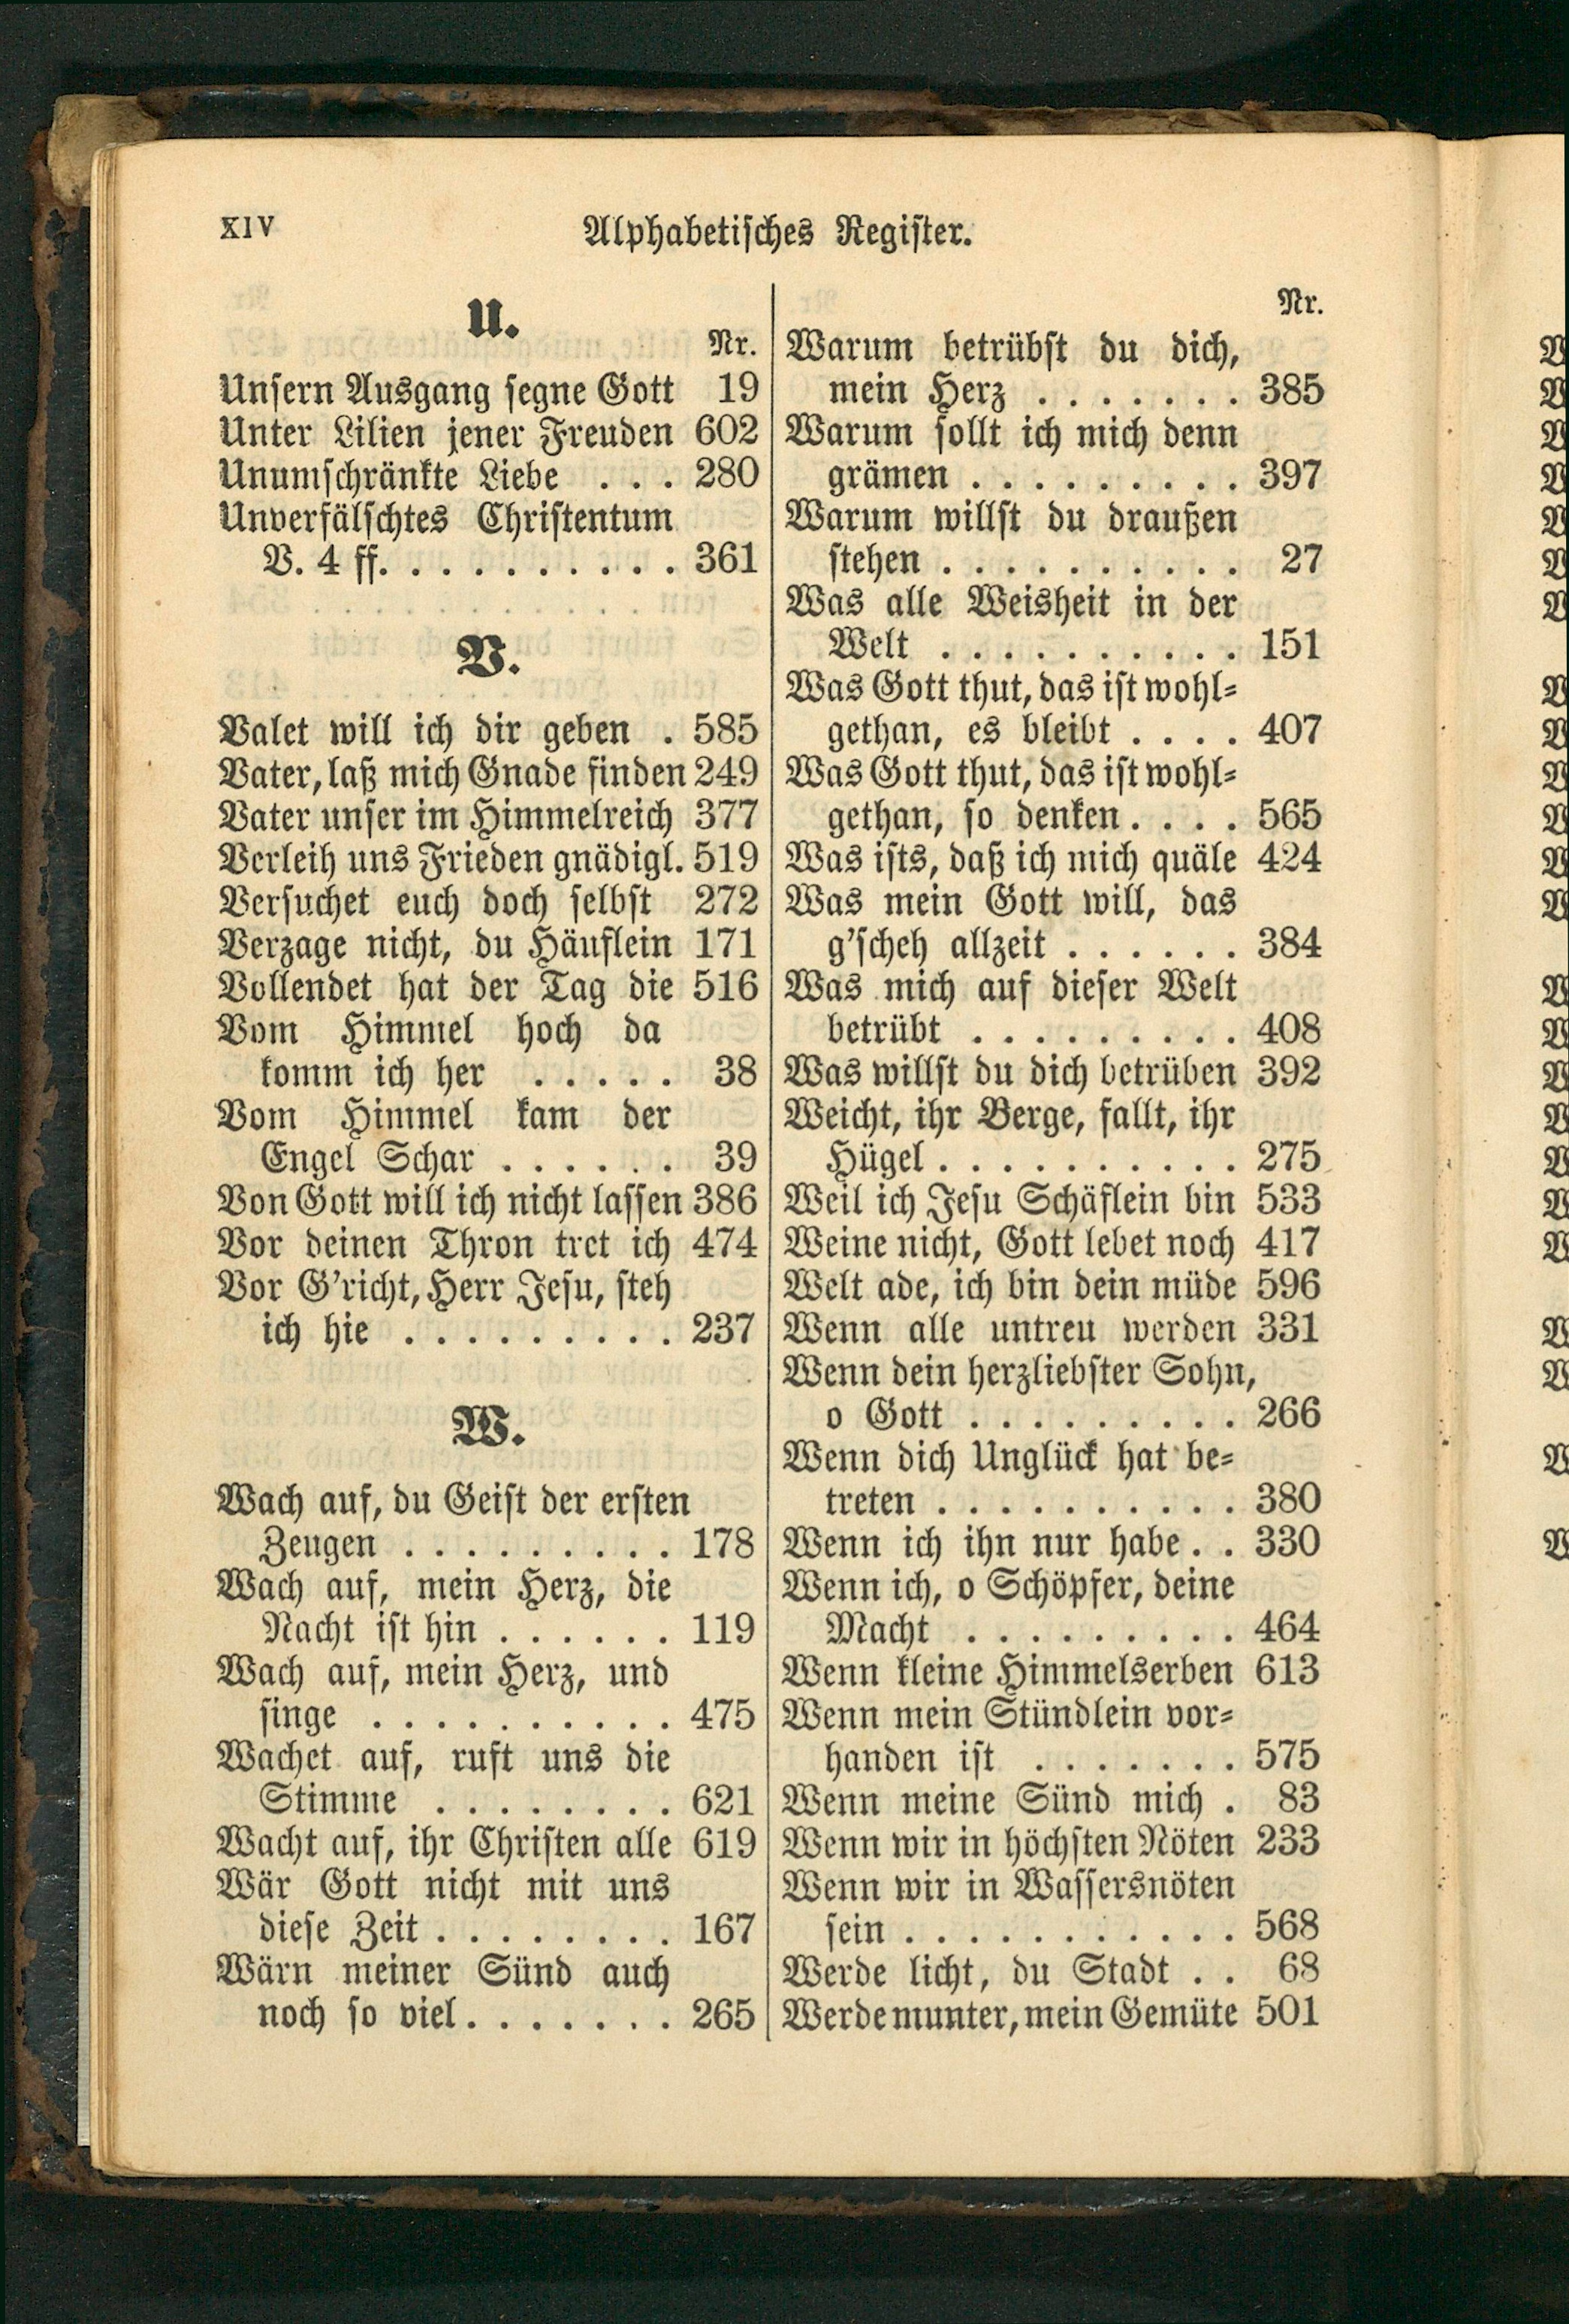 XIV
Alphabetisches Register.
U.
Nr.
Unsern Ausgang segne Gott 19
Unter Lilien jener Freuden 602
Unumschränkte Liebe . . . 280
Unverfälschtes Christentum
V. 4 ff. . . . . . . . . . 361
V.
Valet will ich dir geben . 585
Vater, laß mich Gnade finden 249
Vater unser im Himmelreich 377
Verleih uns Frieden gnädigl. 519
Versuchet euch doch selbst 272
Verzage nicht, du Häuflein 171
Vollendet hat der Tag die 516
Vom Himmel hoch da
komm ich her . . . . . 38
Vom Himmel kam der
Engel Schar . . . . . . 39
Von Gott will ich nicht lassen 386
Vor deinen Thron tret ich 474
Vor G'richt, Herr Jesu, steh
ich hie . . . . . . . . . 237
W.
Wach auf, du Geist der ersten
Zeugen . . . . . . . . . 178
Wach auf, mein Herz, die
Nacht ist hin . . . . . . 119
Wach auf, mein Herz, und
singe . . . . . . . . . . 475
Wachet auf, ruft uns die
Stimme . . . . . . . . 621
Wacht auf, ihr Christen alle 619
Wär Gott nicht mit uns
diese Zeit . . . . . . . . 167
Wärn meiner Sünd auch
noch so viel. . . . . . . 265
Nr.
Warum betrübst du dich,
mein Herz . . . . . . . 385
Warum sollt ich mich denn
grämen . . . . . . . . . 397
Warum willst du draußen
stehen . . . . . . . . . . 27
Was alle Weisheit in der
Welt . . . . . . . . . . 151
Was Gott thut, das ist wohl-
gethan, es bleibt . . . . 407
Was Gott thut, das ist wohl-
gethan, so denken . . . . 565
Was ists, daß ich mich quäle 424
Was mein Gott will, das
g'scheh allzeit . . . . . . 384
Was mich auf dieser Welt
betrübt . . . . . . . . . 408
Was willst du dich betrüben 392
Weicht, ihr Berge, fallt, ihr
Hügel . . . . . . . . . . 275
Weil ich Jesu Schäflein bin 533
Weine nicht, Gott lebet noch 417
Welt ade, ich bin dein müde 596
Wenn alle untreu werden 331
Wenn dein herzliebster Sohn,
o Gott . . . . . . . . . 266
Wenn dich Unglück hat be-
treten . . . . . . . . . . 380
Wenn ich ihn nur habe . . 330
Wenn ich, o Schöpfer, deine
Macht . . . . . . . . . 464
Wenn kleine Himmelserben 613
Wenn mein Stündlein vor-
handen ist . . . . . . . 575
Wenn meine Sünd mich . 83
Wenn wir in höchsten Nöten 233
Wenn wir in Wassersnöten
sein . . . . . . . . . . . 568
Werde licht, du Stadt . . 68
Werde munter, mein Gemüte 501